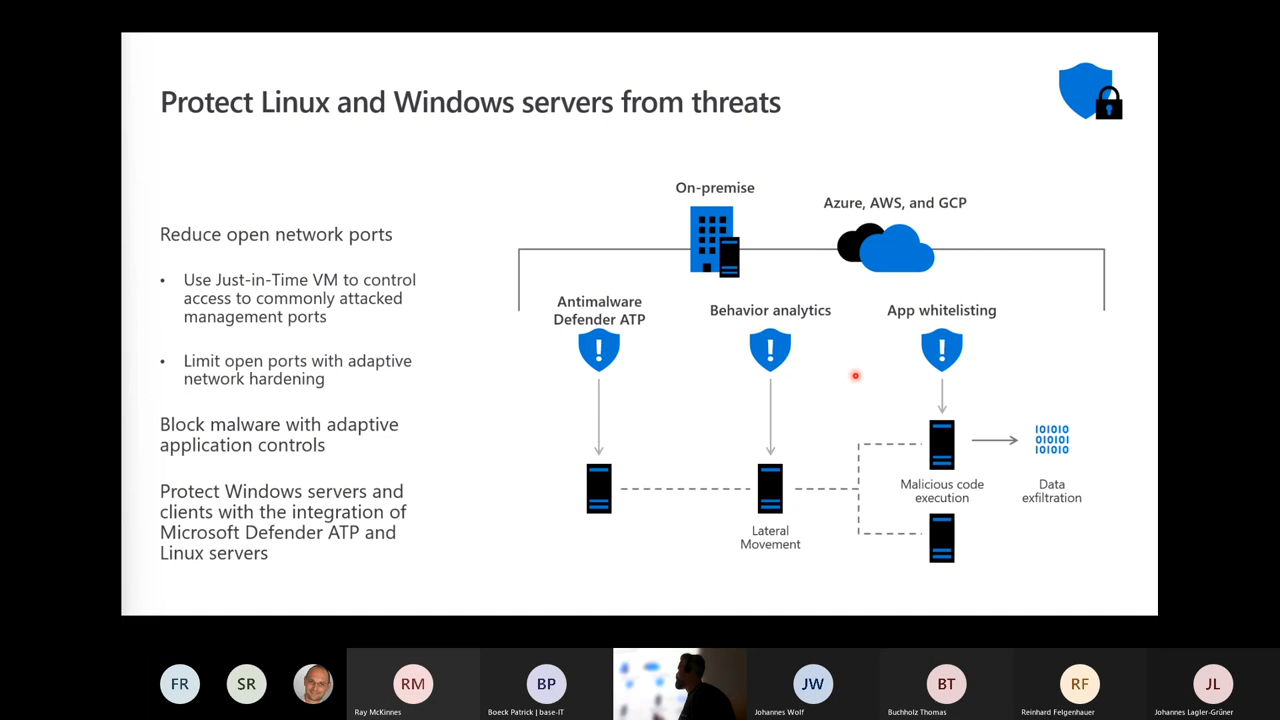 Protect Linux and Windows servers from threats
On-premise
Azure, AWS, and GCP
Reduce open network ports
• Use Just-in-Time VM to control
access to commonly attacked
management ports
• Limit open ports with adaptive
network hardening
Block malware with adaptive
application controls
Protect Windows servers and
clients with the integration of
Microsoft Defender ATP and
Linux servers
Antimalware
Defender ATP
Behavior analytics
App whitelisting
!
!
!
IOIOIO
OIOIOI
IOIOIO
Malicious code
execution
Data
exfiltration
Lateral
Movement
FR
SR
RM
Ray McKinnes
BP
Boeck Patrick | base-IT
JW
Johannes Wolf
BT
Buchholz Thomas
RF
Reinhard Felgenhauer
JL
Johannes Lagler-Grüner